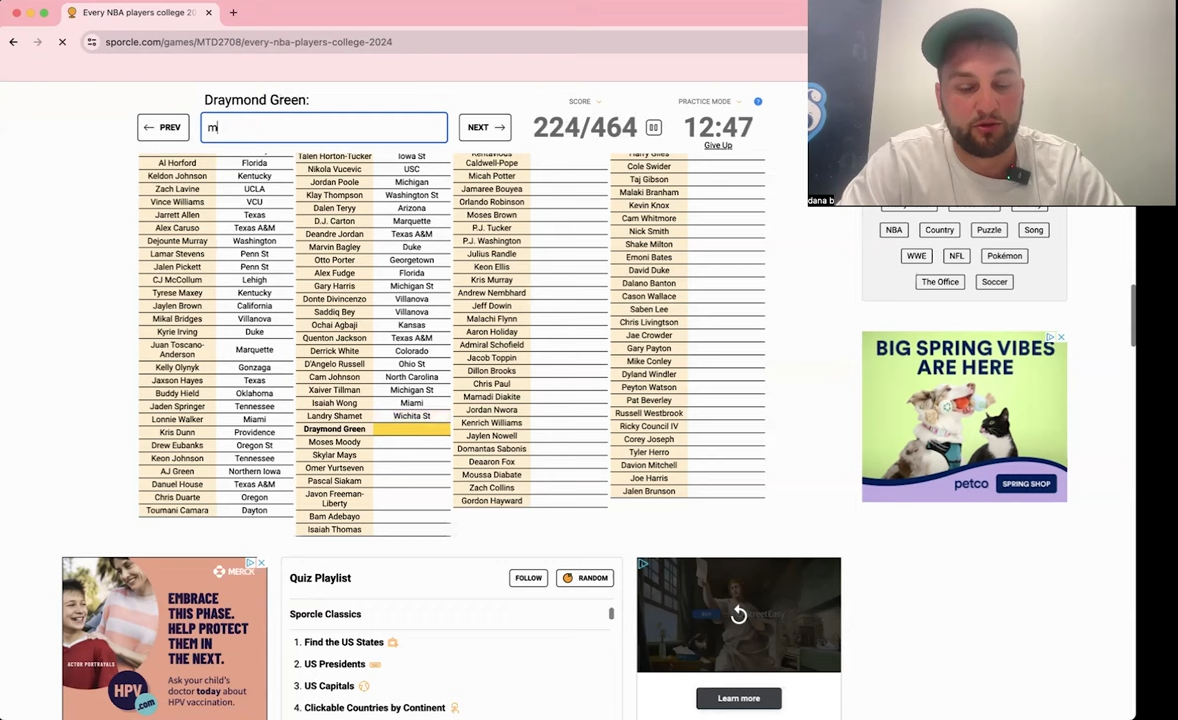 Every NBA players college 20
sporcle.com/games/MTD2708/every-nba-players-college-2024
Draymond Green:
SCORE
PRACTICE MODE
?
← PREV
m
NEXT →
224/464
12:47
Give Up
dana b
Al Horford Florida
Keldon Johnson Kentucky
Zach Lavine UCLA
Vince Williams VCU
Jarrett Allen Texas
Alex Caruso Texas A&M
Dejounte Murray Washington
Lamar Stevens Penn St
Jalen Pickett Penn St
CJ McCollum Lehigh
Tyrese Maxey Kentucky
Jaylen Brown California
Mikal Bridges Villanova
Kyrie Irving Duke
Juan Toscano-
Anderson Marquette
Kelly Olynyk Gonzaga
Jaxson Hayes Texas
Buddy Hield Oklahoma
Jaden Springer Tennessee
Lonnie Walker Miami
Kris Dunn Providence
Drew Eubanks Oregon St
Keon Johnson Tennessee
AJ Green Northern Iowa
Danuel House Texas A&M
Chris Duarte Oregon
Toumani Camara Dayton
Talen Horton-Tucker Iowa St
Nikola Vucevic USC
Jordan Poole Michigan
Klay Thompson Washington St
Dalen Teryy Arizona
D.J. Carton Marquette
Deandre Jordan Texas A&M
Marvin Bagley Duke
Otto Porter Georgetown
Alex Fudge Florida
Gary Harris Michigan St
Donte Divincenzo Villanova
Saddiq Bey Villanova
Ochai Agbaji Kansas
Quenton Jackson Texas A&M
Derrick White Colorado
D'Angelo Russell Ohio St
Cam Johnson North Carolina
Xaiver Tillman Michigan St
Isaiah Wong Miami
Landry Shamet Wichita St
Draymond Green
Moses Moody
Skylar Mays
Omer Yurtseven
Pascal Siakam
Javon Freeman-
Liberty
Bam Adebayo
Isaiah Thomas
Kentavious
Caldwell-Pope
Micah Potter
Jamaree Bouyea
Orlando Robinson
Moses Brown
P.J. Tucker
P.J. Washington
Julius Randle
Keon Ellis
Kris Murray
Andrew Nembhard
Jeff Dowin
Malachi Flynn
Aaron Holiday
Admiral Schofield
Jacob Toppin
Dillon Brooks
Chris Paul
Mamadi Diakite
Jordan Nwora
Kenrich Williams
Jaylen Nowell
Domantas Sabonis
Deaaron Fox
Moussa Diabate
Zach Collins
Gordon Hayward
Harry Giles
Cole Swider
Taj Gibson
Malaki Branham
Kevin Knox
Cam Whitmore
Nick Smith
Shake Milton
Emoni Bates
David Duke
Dalano Banton
Cason Wallace
Saben Lee
Chris Livingtson
Jae Crowder
Gary Payton
Mike Conley
Dyland Windler
Peyton Watson
Pat Beverley
Russell Westbrook
Ricky Council IV
Corey Joseph
Tyler Herro
Davion Mitchell
Joe Harris
Jalen Brunson
NBA
Country
Puzzle
Song
WWE
NFL
Pokémon
The Office
Soccer
BIG SPRING VIBES
ARE HERE
petco
SPRING SHOP
MERCK
EMBRACE
THIS PHASE.
HELP PROTECT
THEM IN
THE NEXT.
ACTOR PORTRAYALS
Ask your child's
doctor today about
HPV vaccination.
HPV
.com
Quiz Playlist
FOLLOW
RANDOM
Sporcle Classics
1. Find the US States
2. US Presidents
3. US Capitals
4. Clickable Countries by Continent
Learn more